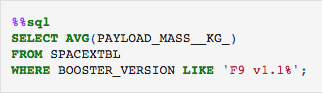 %%sql
SELECT AVG(PAYLOAD_MASS__KG_)
FROM SPACEXTBL
WHERE BOOSTER_VERSION LIKE 'F9 v1.1%';